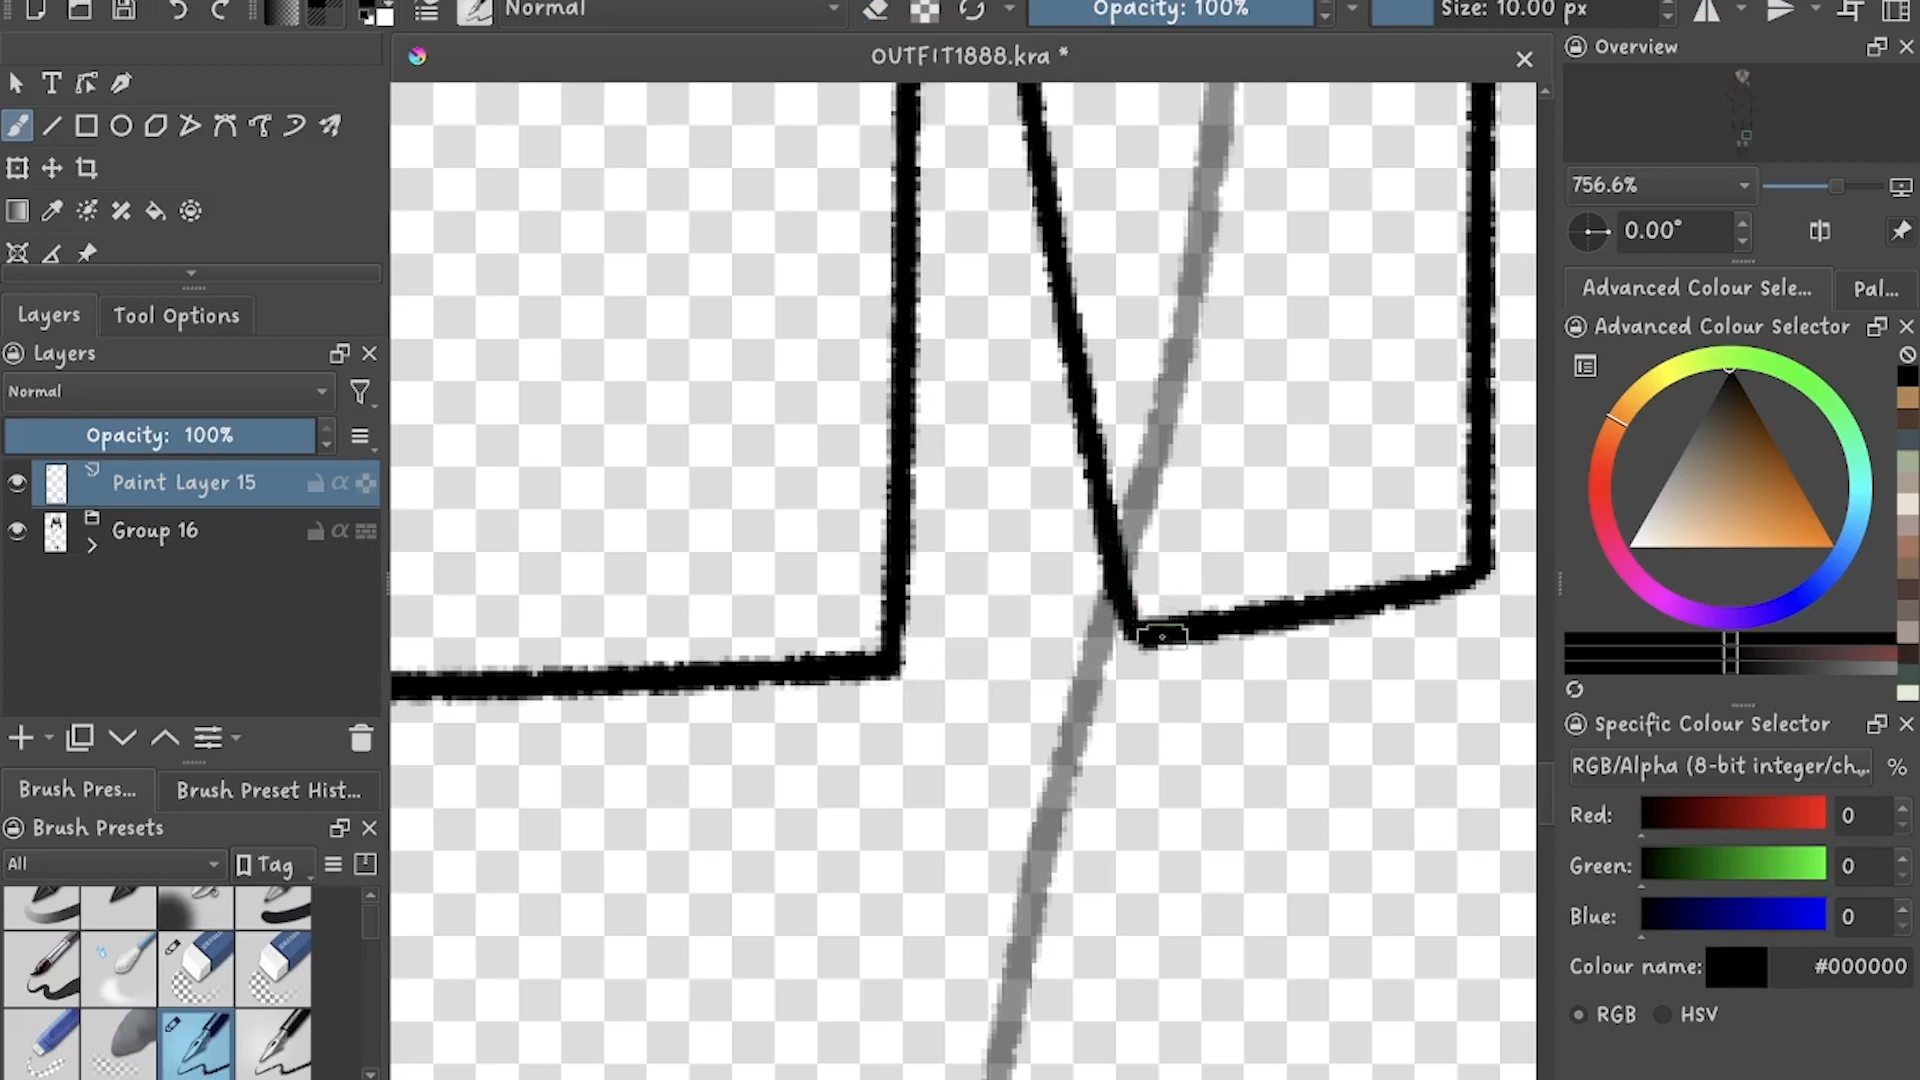 Normal
Opacity: 100%
Size: 10.00 px
OUTFIT1888.kra *
Overview
756.6%
0.00°
Layers
Tool Options
Layers
Normal
Opacity: 100%
Paint Layer 15
Group 16
Advanced Colour Sele...
Pal...
Advanced Colour Selector
Specific Colour Selector
RGB/Alpha (8-bit integer/ch...
%
Red:
0
Green:
0
Blue:
0
Colour name:
#000000
RGB
HSV
Brush Pres...
Brush Preset Hist...
Brush Presets
All
Tag